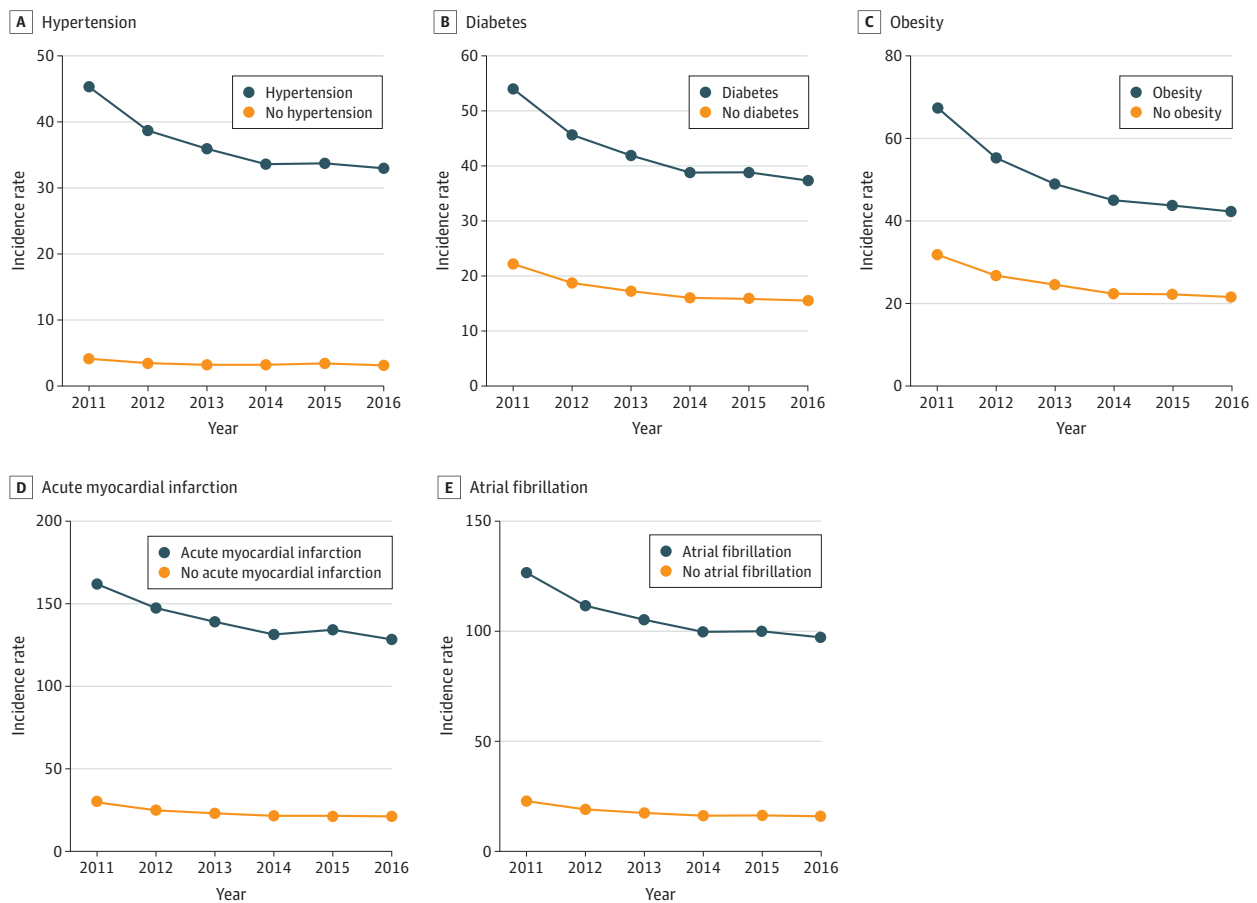 A Hypertension
50
40
30
20
10
0
Incidence rate
Hypertension
No hypertension
2011 2012 2013 2014 2015 2016
Year
B Diabetes
60
50
40
30
20
10
0
Incidence rate
Diabetes
No diabetes
2011 2012 2013 2014 2015 2016
Year
C Obesity
80
60
40
20
0
Incidence rate
Obesity
No obesity
2011 2012 2013 2014 2015 2016
Year
D Acute myocardial infarction
200
150
100
50
0
Incidence rate
Acute myocardial infarction
No acute myocardial infarction
2011 2012 2013 2014 2015 2016
Year
E Atrial fibrillation
150
100
50
0
Incidence rate
Atrial fibrillation
No atrial fibrillation
2011 2012 2013 2014 2015 2016
Year